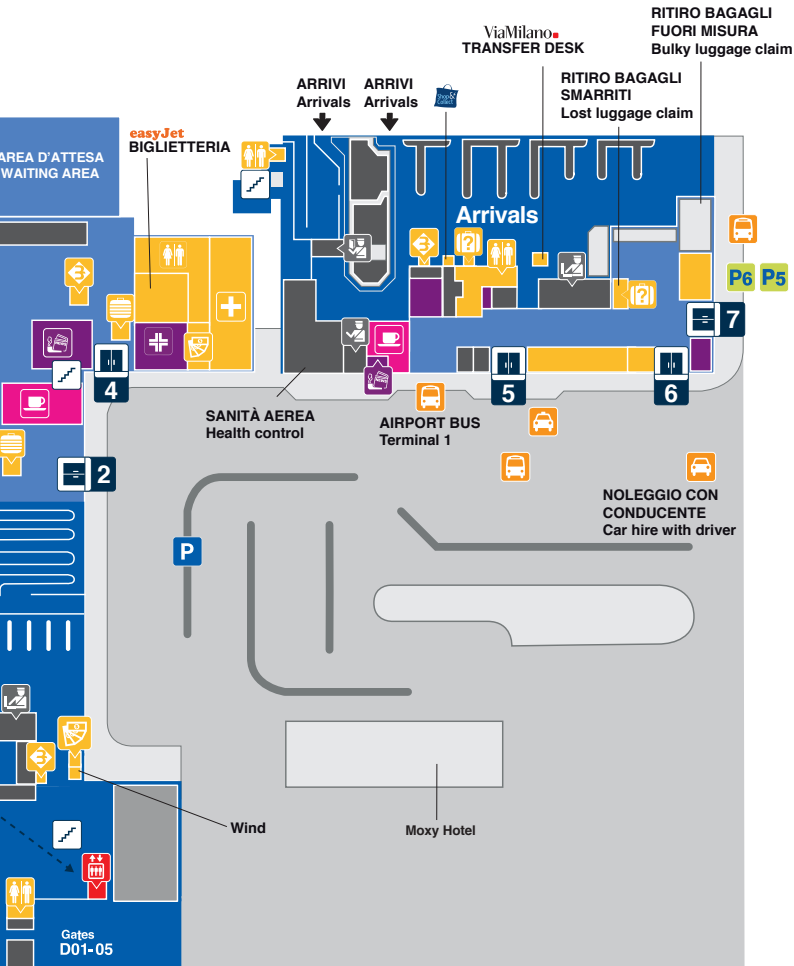 RITIRO BAGAGLI
FUORI MISURA
Bulky luggage claim
ViaMilano
TRANSFER DESK
RITIRO BAGAGLI
SMARRITI
Lost luggage claim
ARRIVI
Arrivals
ARRIVI
Arrivals
Shop&
Collect
easyJet
BIGLIETTERIA
AREA D'ATTESA
WAITING AREA
Arrivals
P6 P5
7
4
5
6
SANITÀ AEREA
Health control
AIRPORT BUS
Terminal 1
2
NOLEGGIO CON
CONDUCENTE
Car hire with driver
P
Wind
Moxy Hotel
Gates
D01-05